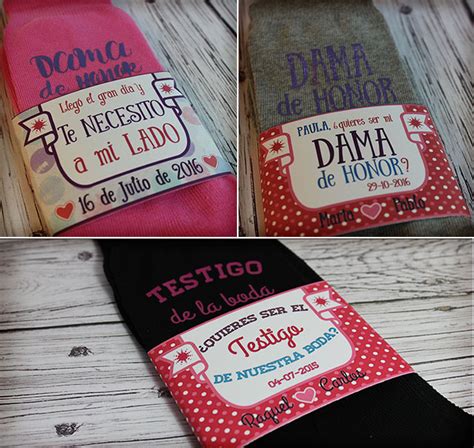 Dama
de HONOR
Llegó el gran día y
Te NECESITO
a mi LADO
16 de Julio de 2016
DAMA
de HONOR
PAULA, ¿quieres ser mi
DAMA
de HONOR?
29-10-2016
Marta Pablo
TESTIGO
de la boda
¿QUIERES SER EL
Testigo
DE NUESTRA BODA?
04-07-2015
Raquel Carlos